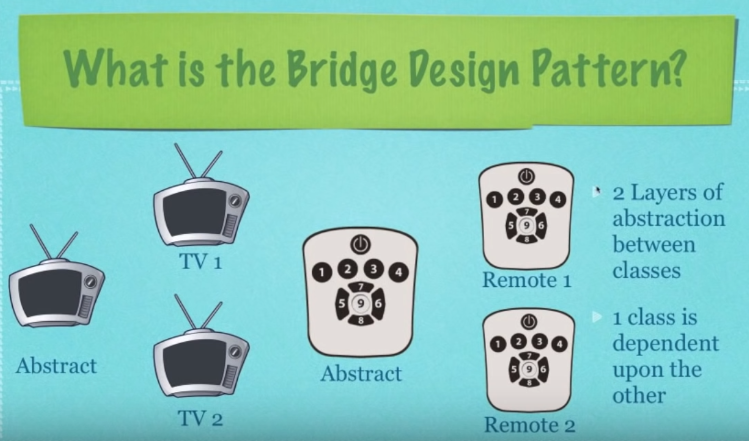 What is the Bridge Design Pattern?
TV 1
Abstract
TV 2
1 2 3 4
7
5 9 6
8
Abstract
1 2 3 4
7
5 9 6
8
Remote 1
1 2 3 4
7
5 9 6
8
Remote 2
2 Layers of
abstraction
between
classes
1 class is
dependent
upon the
other